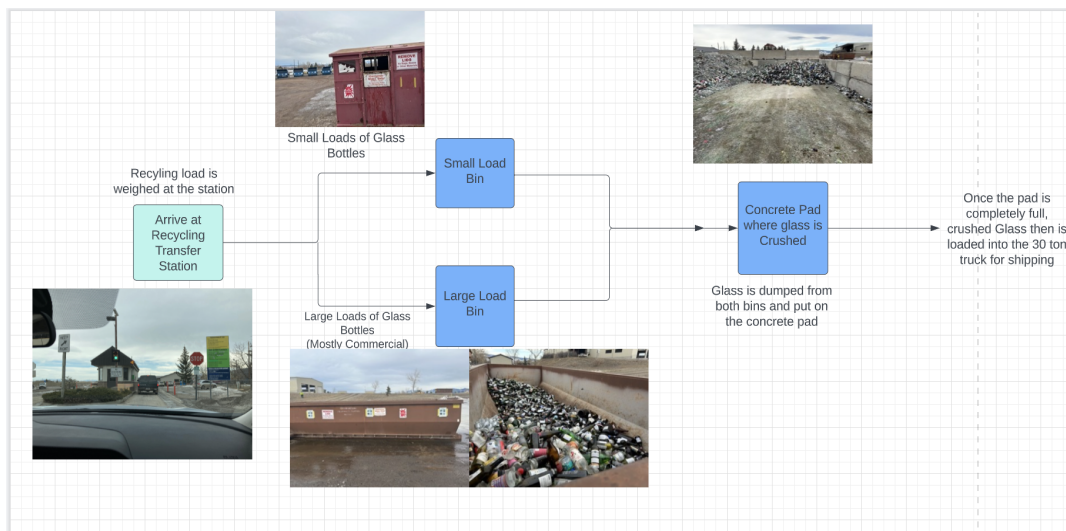 Small Loads of Glass
Bottles
Recyling load is
weighed at the station
Arrive at
Recycling
Transfer
Station
Small Load
Bin
Large Load
Bin
Large Loads of Glass
Bottles
(Mostly Commercial)
Concrete Pad
where glass is
Crushed
Glass is dumped from
both bins and put on
the concrete pad
Once the pad is
completely full,
crushed Glass then is
loaded into the 30 ton
truck for shipping
STOP